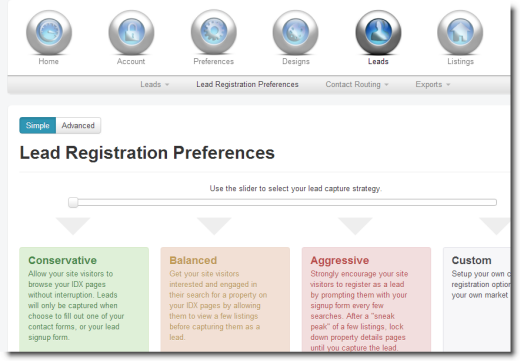 Home Account Preferences Designs Leads Listings
Leads Lead Registration Preferences Contact Routing Exports
Simple Advanced
Lead Registration Preferences
Use the slider to select your lead capture strategy.
Conservative
Allow your site visitors to
browse your IDX pages
without interruption. Leads
will only be captured when
choose to fill out one of your
contact forms, or your lead
signup form.
Balanced
Get your site visitors
interested and engaged in
their search for a property on
your IDX pages by allowing
them to view a few listings
before capturing them as a
lead.
Aggressive
Strongly encourage your site
visitors to register as a lead
by prompting them with your
signup form every few
searches. After a "sneak
peak" of a few listings, lock
down property details pages
until you capture the lead.
Custom
Setup your own c
registration option
your own market